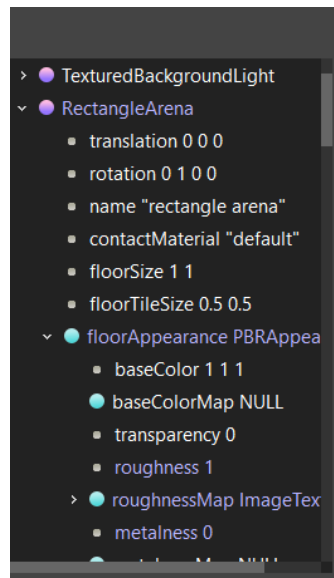 TexturedBackgroundLight
RectangleArena
translation 0 0 0
rotation 0 1 0 0
name "rectangle arena"
contactMaterial "default"
floorSize 1 1
floorTileSize 0.5 0.5
floorAppearance PBRAppea
baseColor 1 1 1
baseColorMap NULL
transparency 0
roughness 1
roughnessMap ImageTex
metalness 0